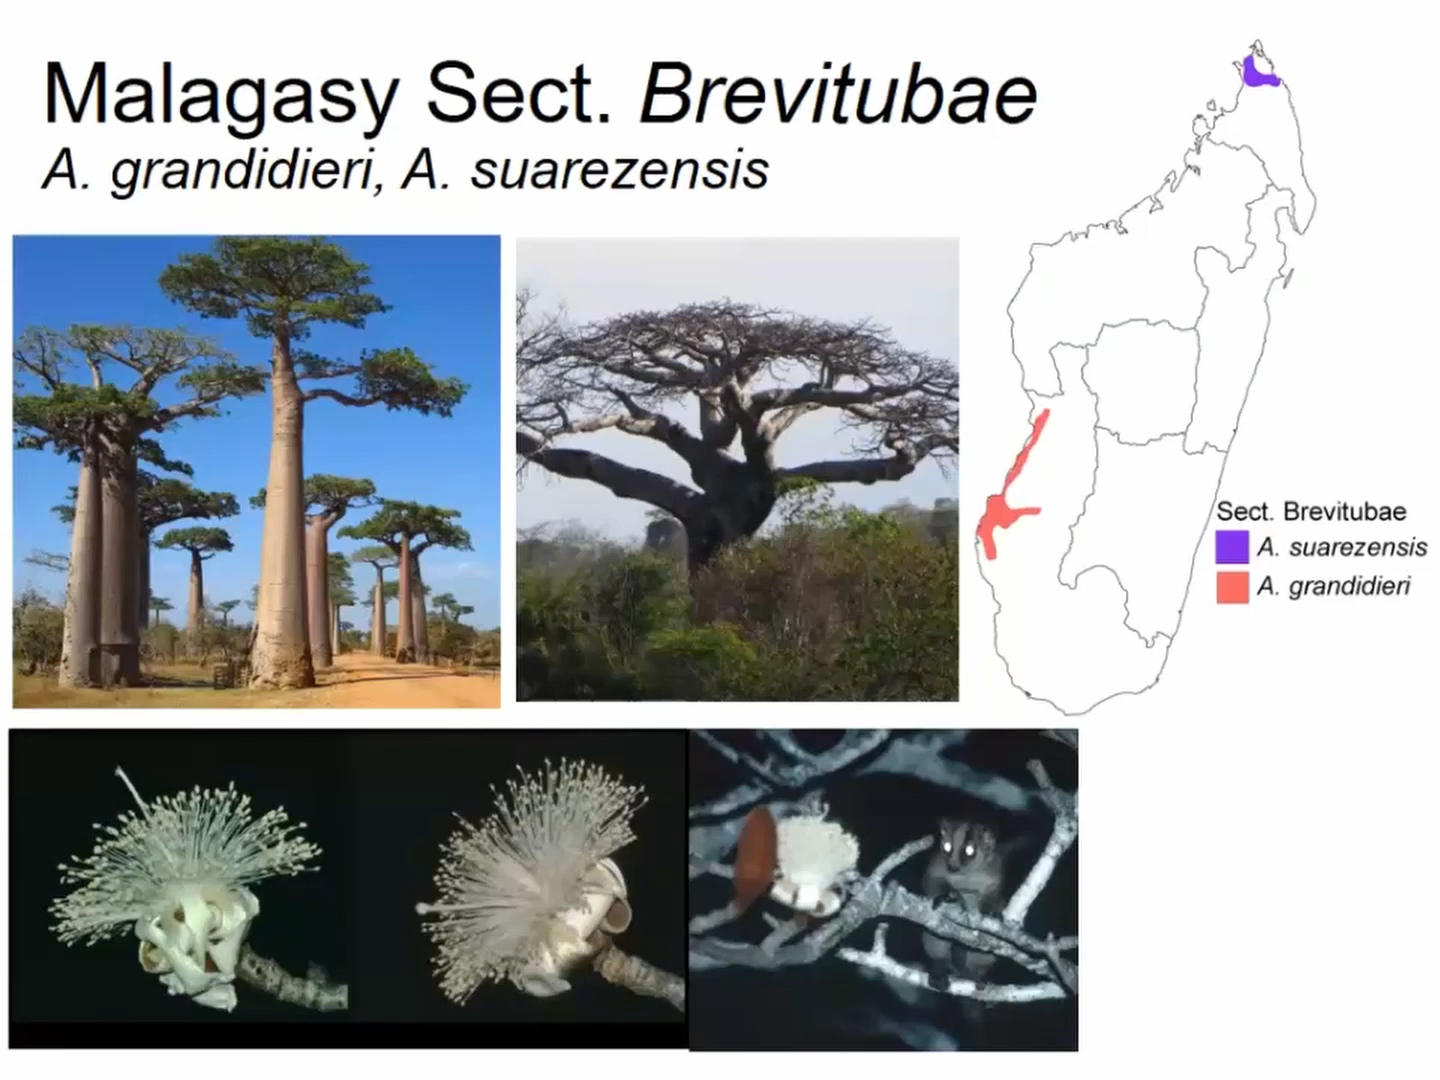 Malagasy Sect. Brevitubae
A. grandidieri, A. suarezensis
Sect. Brevitubae
A. suarezensis
A. grandidieri